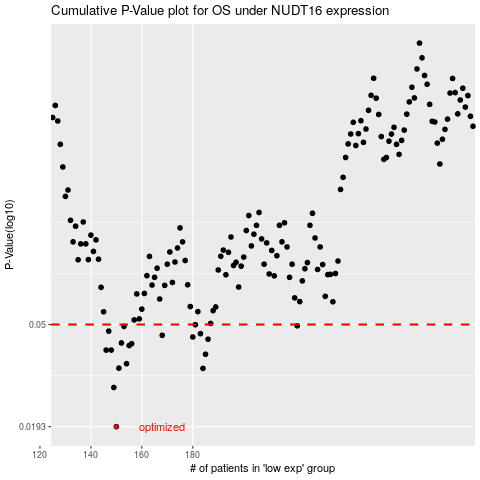 Cumulative P-Value plot for OS under NUDT16 expression
P-Value(log10)
0.05
0.0193
optimized
120 140 160 180
# of patients in 'low exp' group